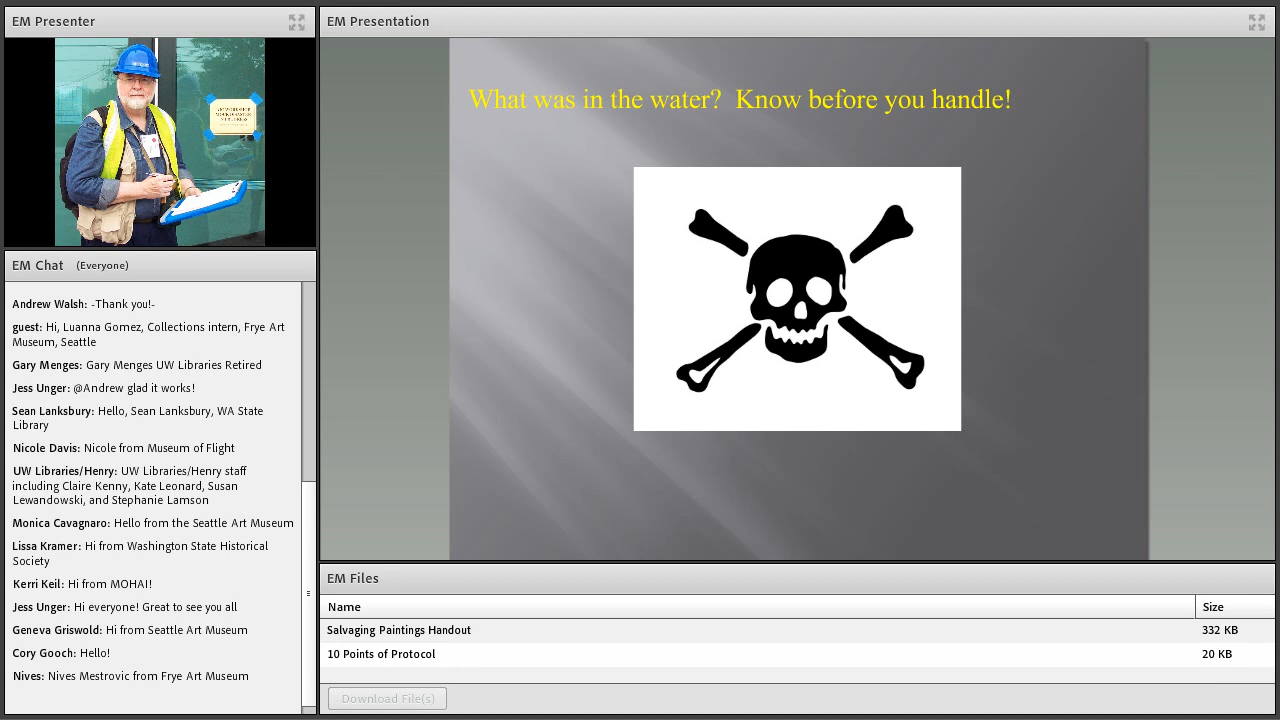 EM Presenter
EM Chat (Everyone)
Andrew Walsh: -Thank you!-
guest: Hi, Luanna Gomez, Collections intern, Frye Art
Museum, Seattle
Gary Menges: Gary Menges UW Libraries Retired
Jess Unger: @Andrew glad it works!
Sean Lanksbury: Hello, Sean Lanksbury, WA State
Library
Nicole Davis: Nicole from Museum of Flight
UW Libraries/Henry: UW Libraries/Henry staff
including Claire Kenny, Kate Leonard, Susan
Lewandowski, and Stephanie Lamson
Monica Cavagnaro: Hello from the Seattle Art Museum
Lissa Kramer: Hi from Washington State Historical
Society
Kerri Keil: Hi from MOHAI!
Jess Unger: Hi everyone! Great to see you all
Geneva Griswold: Hi from Seattle Art Museum
Cory Gooch: Hello!
Nives: Nives Mestrovic from Frye Art Museum
EM Presentation
What was in the water? Know before you handle!
EM Files
Name Size
Salvaging Paintings Handout 332 KB
10 Points of Protocol 20 KB
Download File(s)